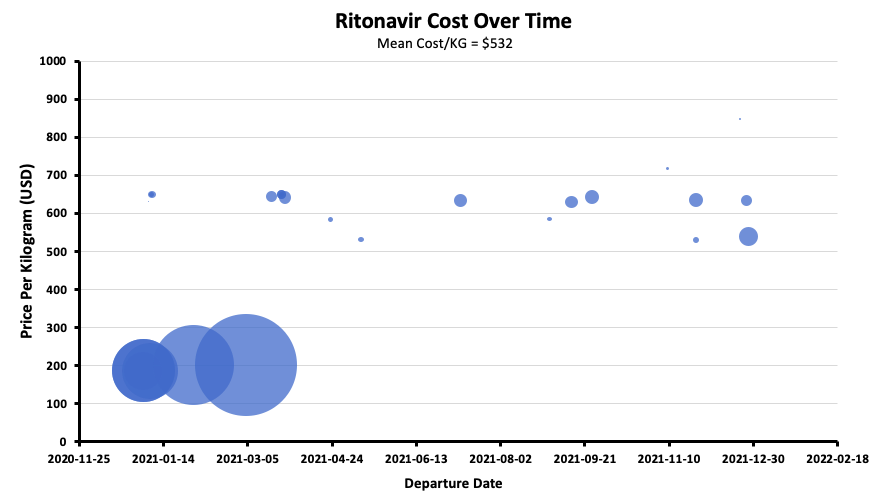 Ritonavir Cost Over Time
Mean Cost/KG = $532
1000
900
800
700
600
500
400
300
200
100
0
Price Per Kilogram (USD)
2020-11-25 2021-01-14 2021-03-05 2021-04-24 2021-06-13 2021-08-02 2021-09-21 2021-11-10 2021-12-30 2022-02-18
Departure Date